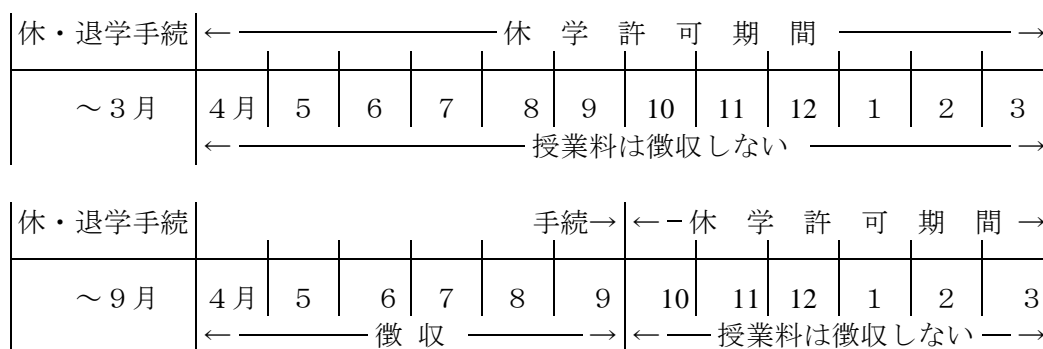 休・退学手続 ← 休 学 許 可 期 間 →
～3月 4月 5 6 7 8 9 10 11 12 1 2 3
← 授業料は徴収しない →
休・退学手続 手続→ ← 休 学 許 可 期 間 →
～9月 4月 5 6 7 8 9 10 11 12 1 2 3
← 徴 収 → ← 授業料は徴収しない →